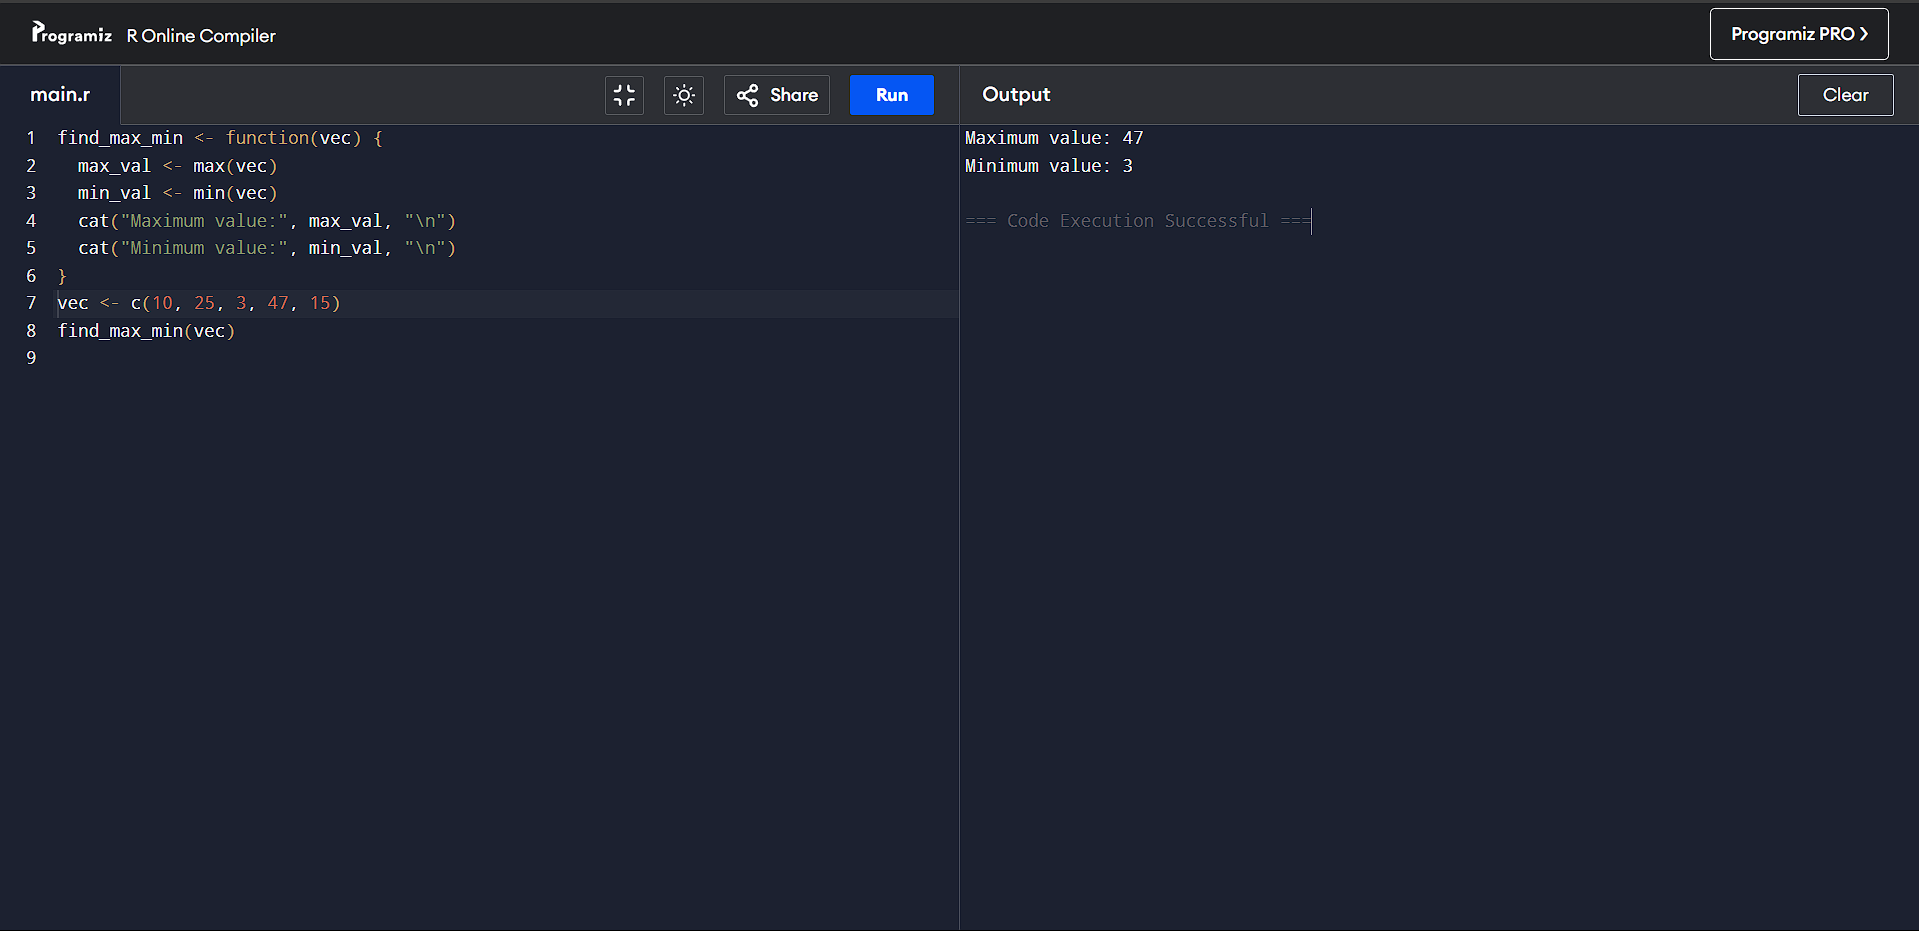 Programiz R Online Compiler
Programiz PRO
main.r
Share
Run
Output
Clear
1 find_max_min <- function(vec) {
2   max_val <- max(vec)
3   min_val <- min(vec)
4   cat("Maximum value:", max_val, "\n")
5   cat("Minimum value:", min_val, "\n")
6 }
7 vec <- c(10, 25, 3, 47, 15)
8 find_max_min(vec)
9
Maximum value: 47
Minimum value: 3
=== Code Execution Successful ===